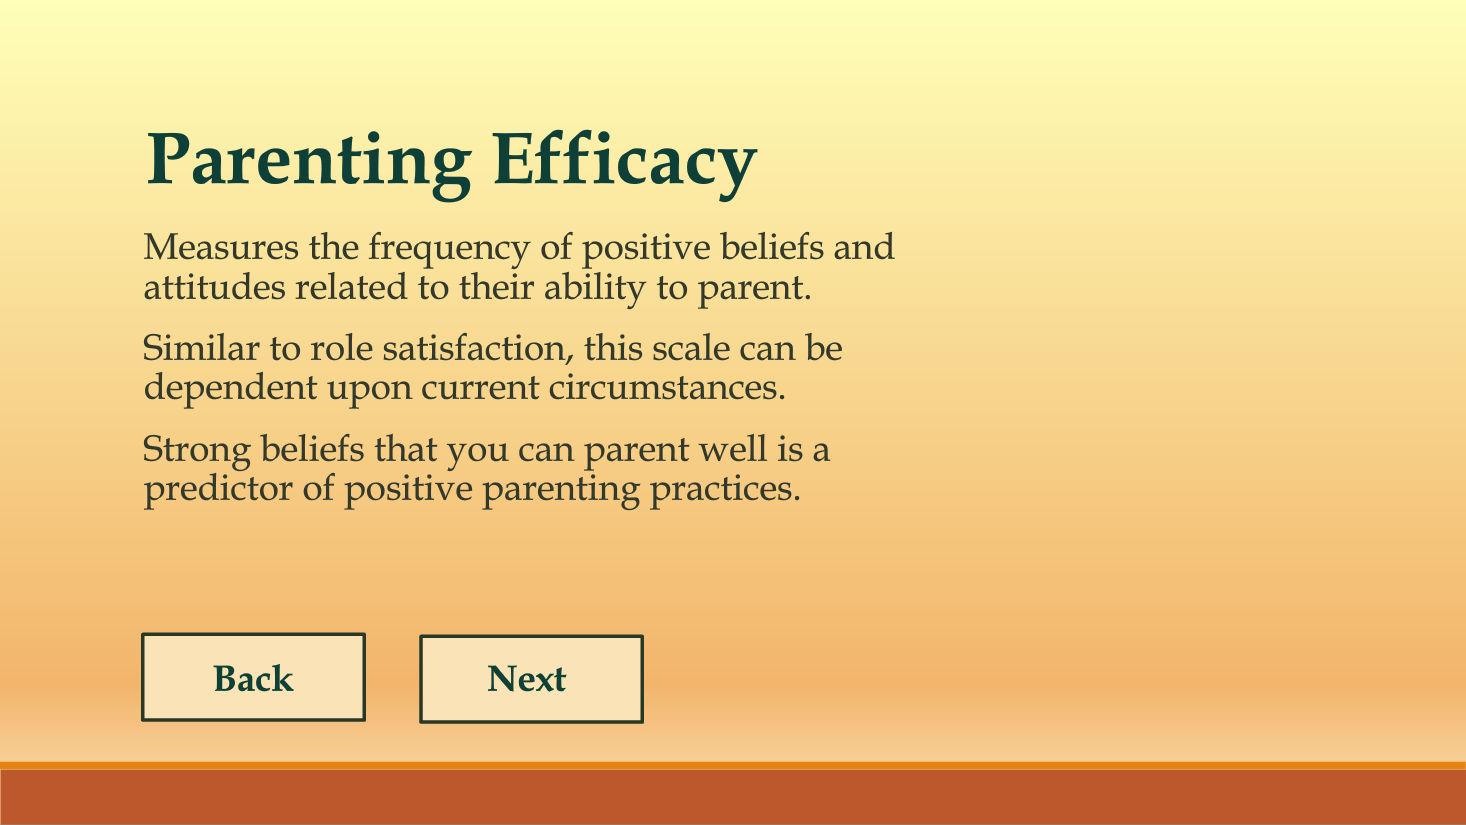 Parenting Efficacy
Measures the frequency of positive beliefs and
attitudes related to their ability to parent.
Similar to role satisfaction, this scale can be
dependent upon current circumstances.
Strong beliefs that you can parent well is a
predictor of positive parenting practices.
Back
Next